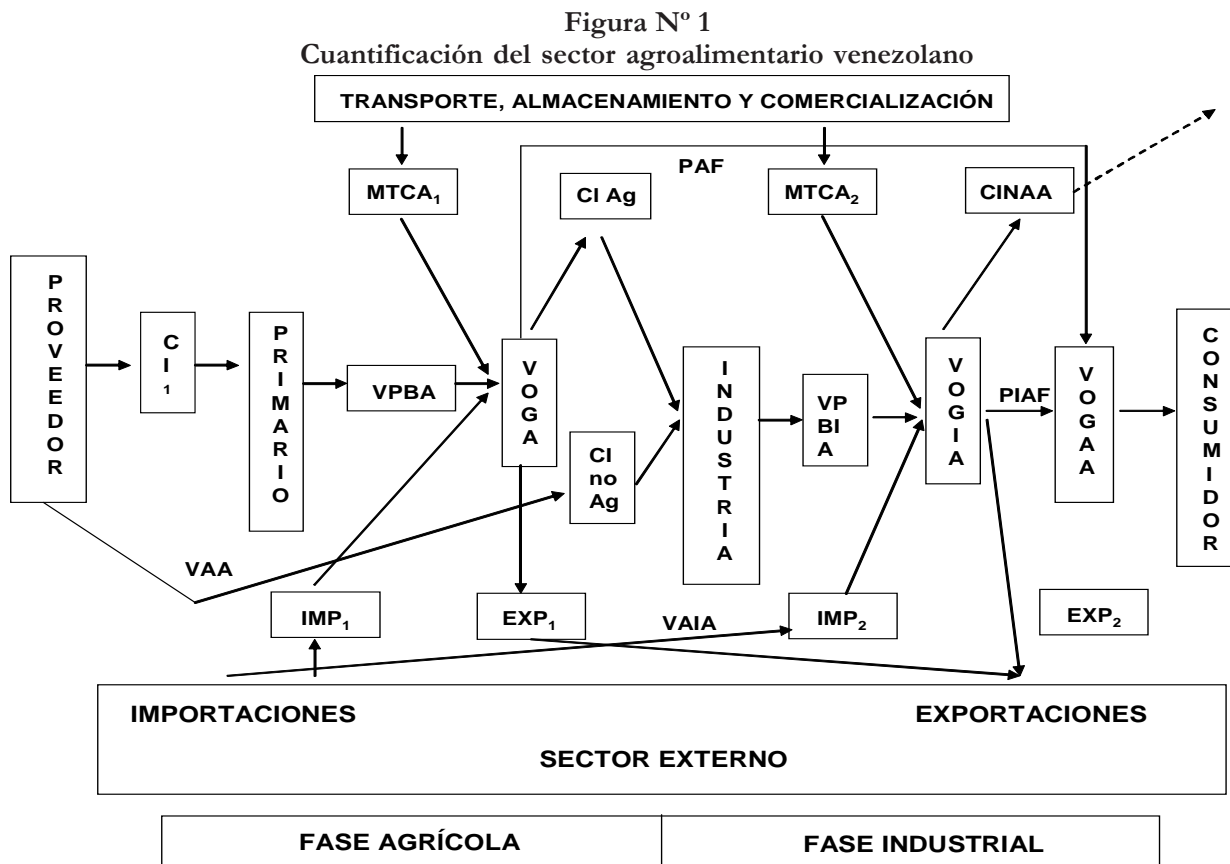 Figura Nº 1
Cuantificación del sector agroalimentario venezolano
TRANSPORTE, ALMACENAMIENTO Y COMERCIALIZACIÓN
PAF
MTCA₁
CI Ag
MTCA₂
CINAA
PROVEEDOR
CI₁
PRIMARIO
VPBA
VOGA
CI
no
Ag
INDUSTRIA
VP
BI
A
VOGIA
PIAF
VOGAA
CONSUMIDOR
VAA
IMP₁
EXP₁
VAIA
IMP₂
EXP₂
IMPORTACIONES
EXPORTACIONES
SECTOR EXTERNO
FASE AGRÍCOLA
FASE INDUSTRIAL